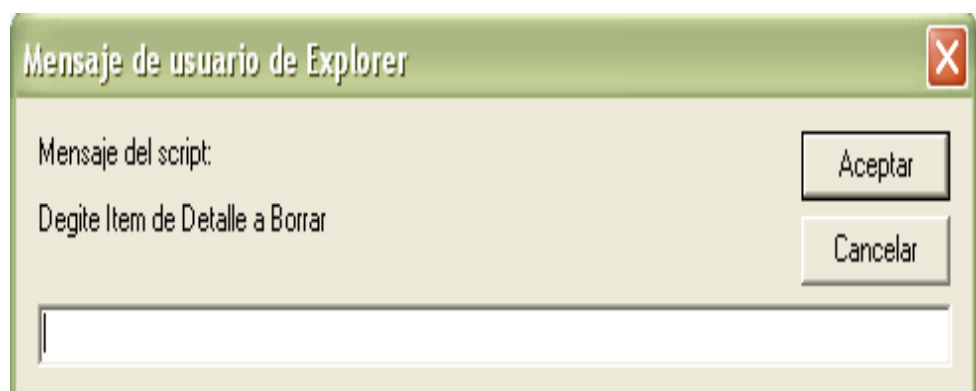 Mensaje de usuario de Explorer
Mensaje del script:
Degite Item de Detalle a Borrar
Aceptar
Cancelar